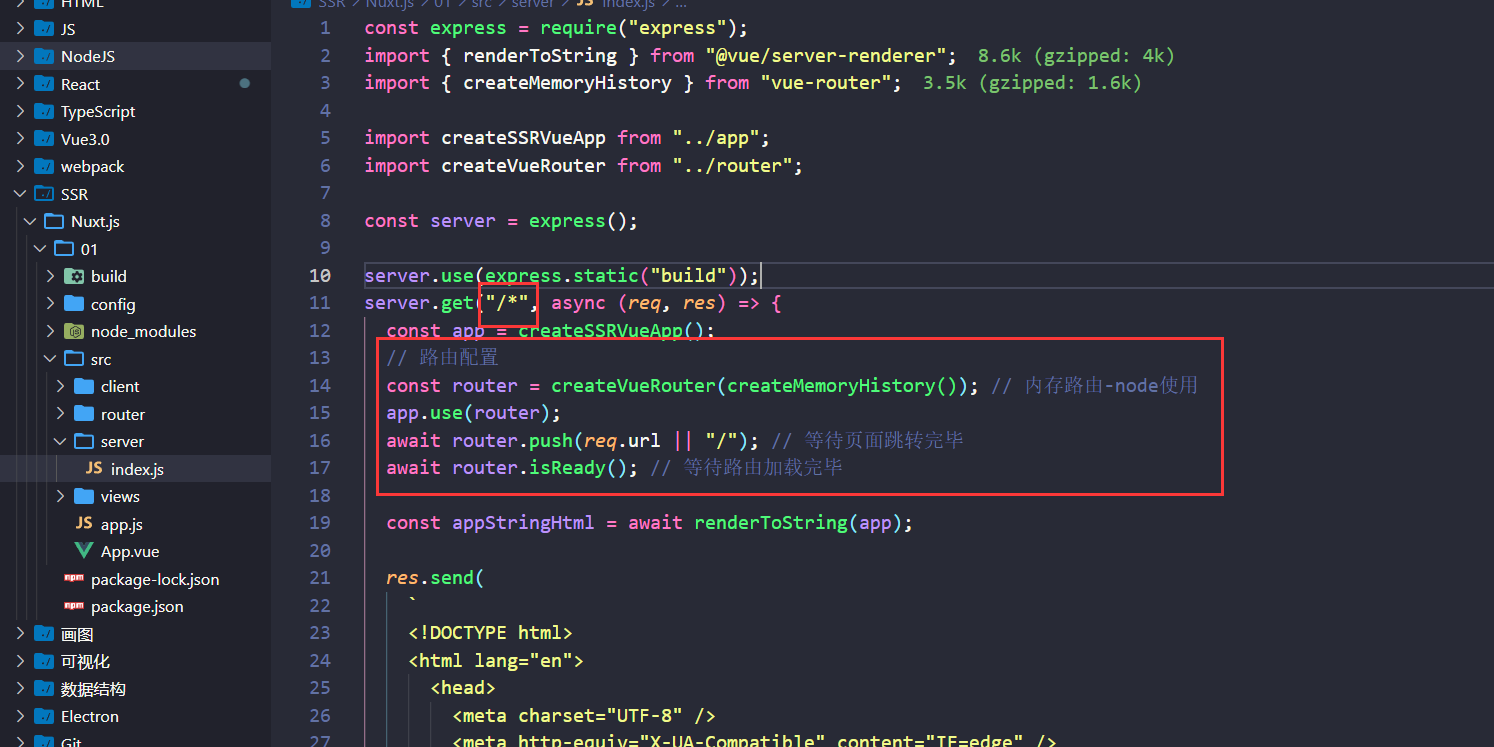 HTML
JS
NodeJS
React
TypeScript
Vue3.0
webpack
SSR
Nuxt.js
01
build
config
node_modules
src
client
router
server
JS index.js
views
JS app.js
App.vue
npm package-lock.json
npm package.json
画图
可视化
数据结构
Electron
Git
SSR > Nuxt.js > 01 > src > server > JS index.js > ...
1 const express = require("express");
2 import { renderToString } from "@vue/server-renderer"; 8.6k (gzipped: 4k)
3 import { createMemoryHistory } from "vue-router"; 3.5k (gzipped: 1.6k)
4
5 import createSSRVueApp from "../app";
6 import createVueRouter from "../router";
7
8 const server = express();
9
10 server.use(express.static("build"));
11 server.get("/*", async (req, res) => {
12 const app = createSSRVueApp();
13 // 路由配置
14 const router = createVueRouter(createMemoryHistory()); // 内存路由-node使用
15 app.use(router);
16 await router.push(req.url || "/"); // 等待页面跳转完毕
17 await router.isReady(); // 等待路由加载完毕
18
19 const appStringHtml = await renderToString(app);
20
21 res.send(
22 `
23 <!DOCTYPE html>
24 <html lang="en">
25 <head>
26 <meta charset="UTF-8" />
27 <meta http-equiv="X-UA-Compatible" content="IE=edge" />